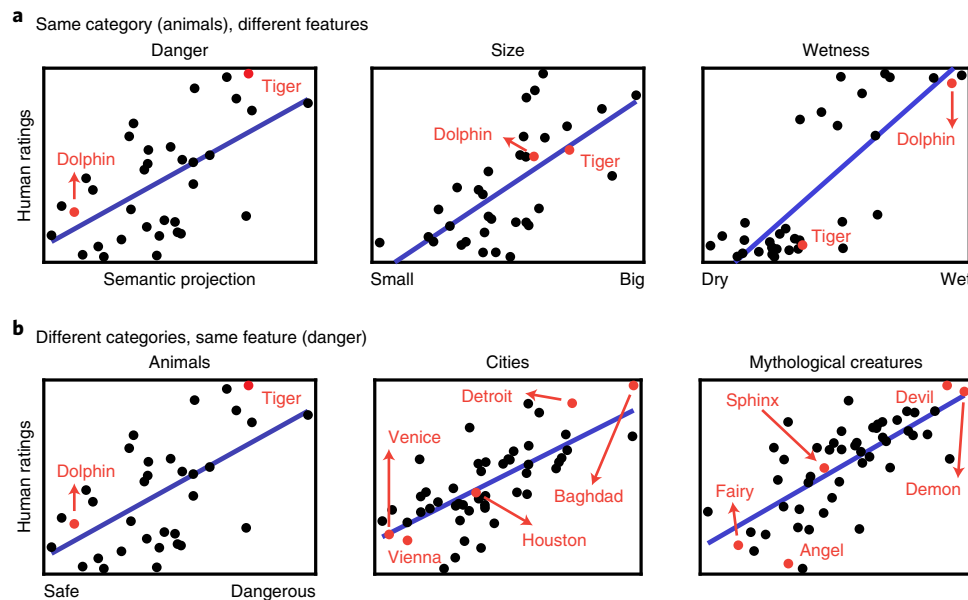 a Same category (animals), different features
Danger Size Wetness
Human ratings
Tiger
Dolphin
Dolphin
Tiger
Dolphin
Tiger
Semantic projection Small Big Dry Wet
b Different categories, same feature (danger)
Animals Cities Mythological creatures
Human ratings
Tiger
Dolphin
Safe Dangerous
Detroit
Venice
Baghdad
Houston
Vienna
Sphinx
Devil
Demon
Fairy
Angel